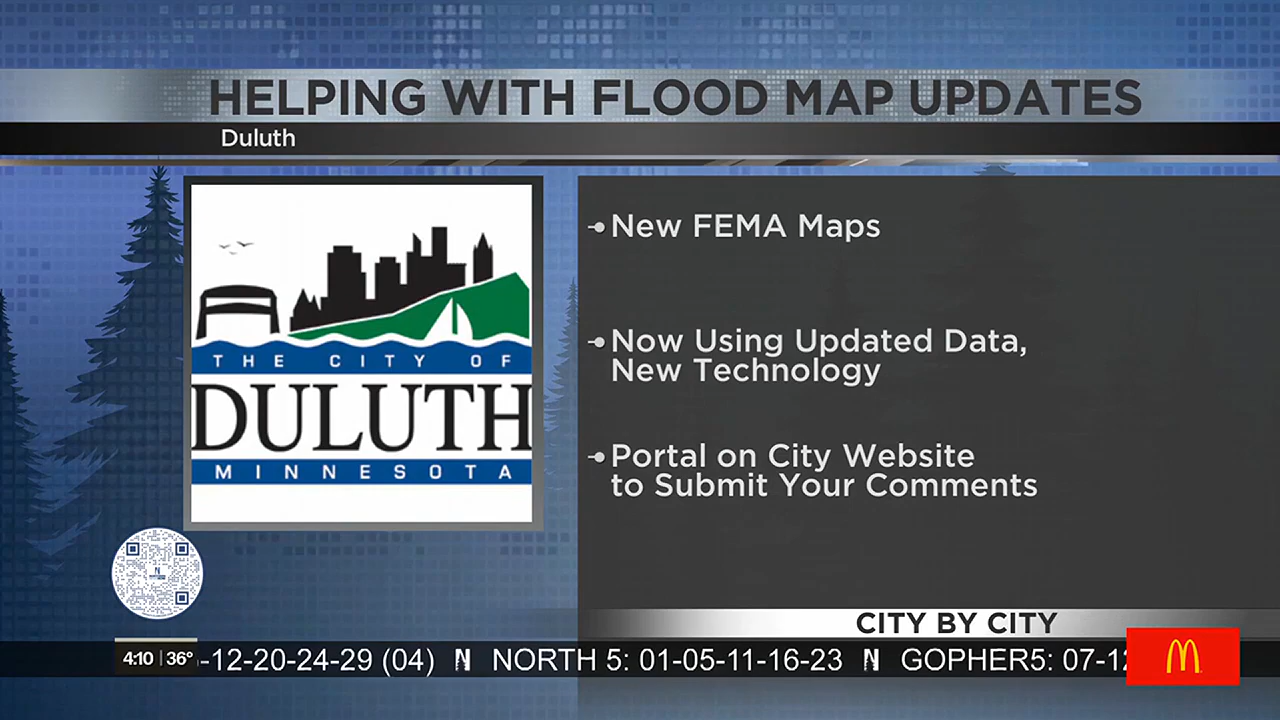 HELPING WITH FLOOD MAP UPDATES
Duluth
THE CITY OF
DULUTH
MINNESOTA
New FEMA Maps
Now Using Updated Data,
New Technology
Portal on City Website
to Submit Your Comments
CITY BY CITY
4:10 36° -12-20-24-29 (04) N NORTH 5: 01-05-11-16-23 N GOPHER5: 07-12